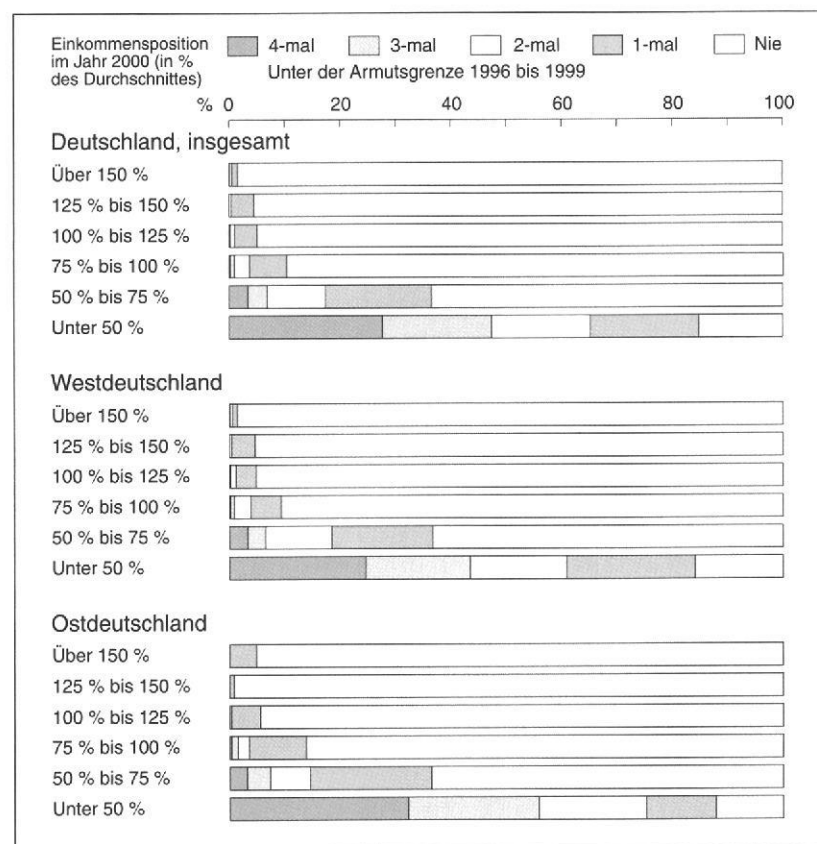 Einkommensposition
im Jahr 2000 (in %
des Durchschnittes)
4-mal 3-mal 2-mal 1-mal Nie
Unter der Armutsgrenze 1996 bis 1999
% 0 20 40 60 80 100
Deutschland, insgesamt
Über 150 %
125 % bis 150 %
100 % bis 125 %
75 % bis 100 %
50 % bis 75 %
Unter 50 %
Westdeutschland
Über 150 %
125 % bis 150 %
100 % bis 125 %
75 % bis 100 %
50 % bis 75 %
Unter 50 %
Ostdeutschland
Über 150 %
125 % bis 150 %
100 % bis 125 %
75 % bis 100 %
50 % bis 75 %
Unter 50 %